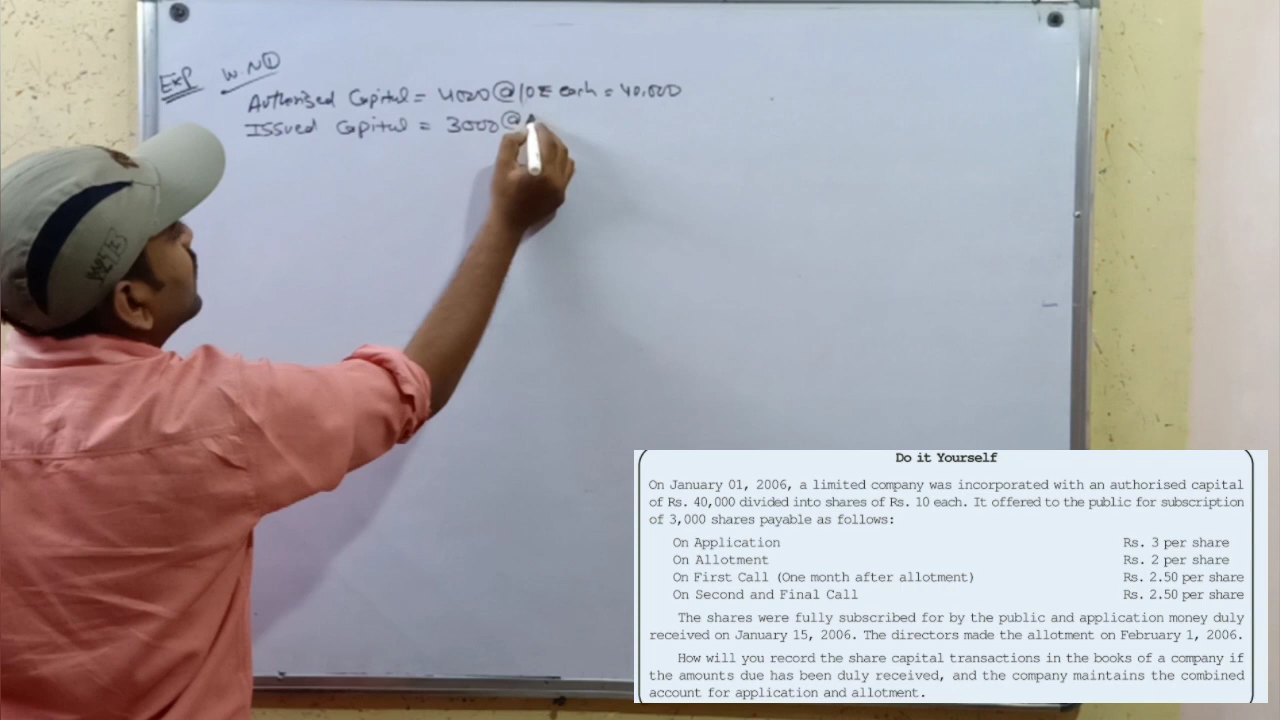 Exp W.N①
Authorised Capital = 4000@10₹ each = 40,000
Issued Capital = 3000@
Do it Yourself
On January 01, 2006, a limited company was incorporated with an authorised capital
of Rs. 40,000 divided into shares of Rs. 10 each. It offered to the public for subscription
of 3,000 shares payable as follows:
On Application Rs. 3 per share
On Allotment Rs. 2 per share
On First Call (One month after allotment) Rs. 2.50 per share
On Second and Final Call Rs. 2.50 per share
The shares were fully subscribed for by the public and application money duly
received on January 15, 2006. The directors made the allotment on February 1, 2006.
How will you record the share capital transactions in the books of a company if
the amounts due has been duly received, and the company maintains the combined
account for application and allotment.